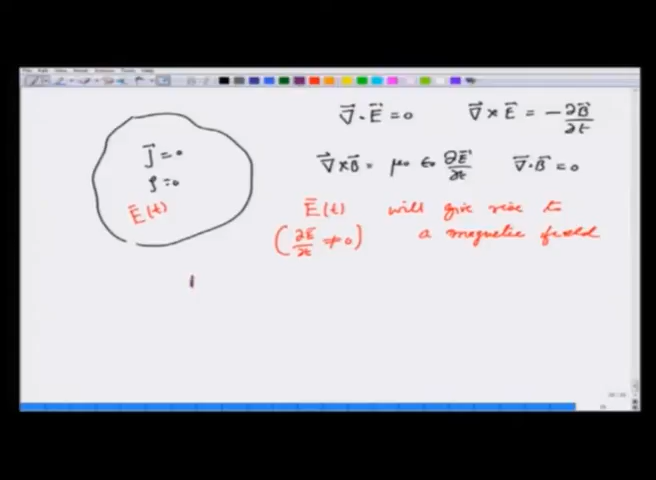 ∇⃗ · E⃗ = 0    ∇⃗ × E⃗ = − ∂B⃗/∂t
J⃗ = 0
ρ = 0
∇⃗ × B⃗ = μ₀ ε₀ ∂E⃗/∂t    ∇⃗ · B⃗ = 0
E⃗(t)
E⃗(t) will give rise to
(∂E⃗/∂t ≠ 0) a magnetic field